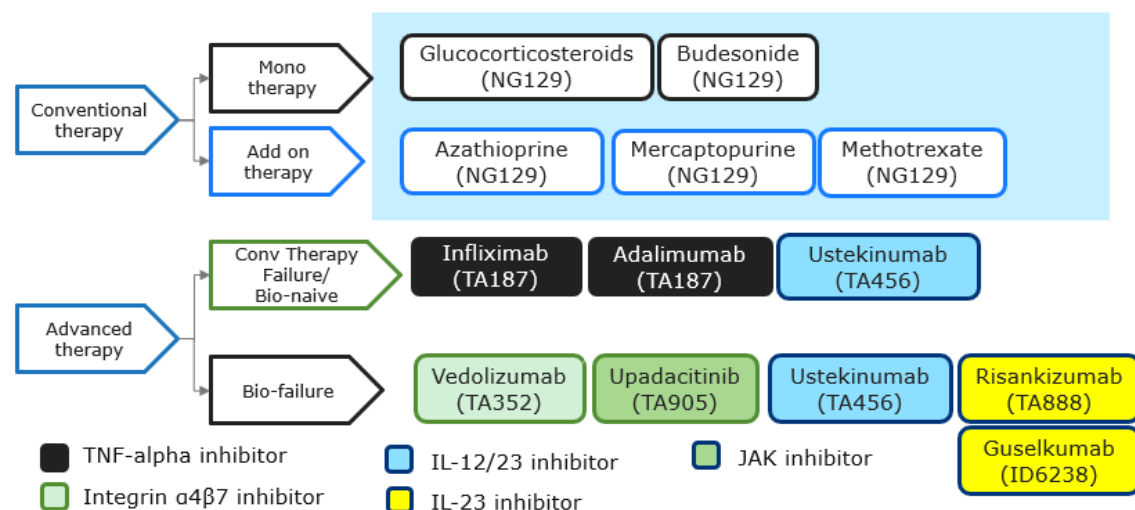 Conventional
therapy
Mono
therapy
Glucocorticosteroids
(NG129)
Budesonide
(NG129)
Add on
therapy
Azathioprine
(NG129)
Mercaptopurine
(NG129)
Methotrexate
(NG129)
Advanced
therapy
Conv Therapy
Failure/
Bio-naive
Infliximab
(TA187)
Adalimumab
(TA187)
Ustekinumab
(TA456)
Bio-failure
Vedolizumab
(TA352)
Upadacitinib
(TA905)
Ustekinumab
(TA456)
Risankizumab
(TA888)
Guselkumab
(ID6238)
TNF-alpha inhibitor
Integrin α4β7 inhibitor
IL-12/23 inhibitor
IL-23 inhibitor
JAK inhibitor